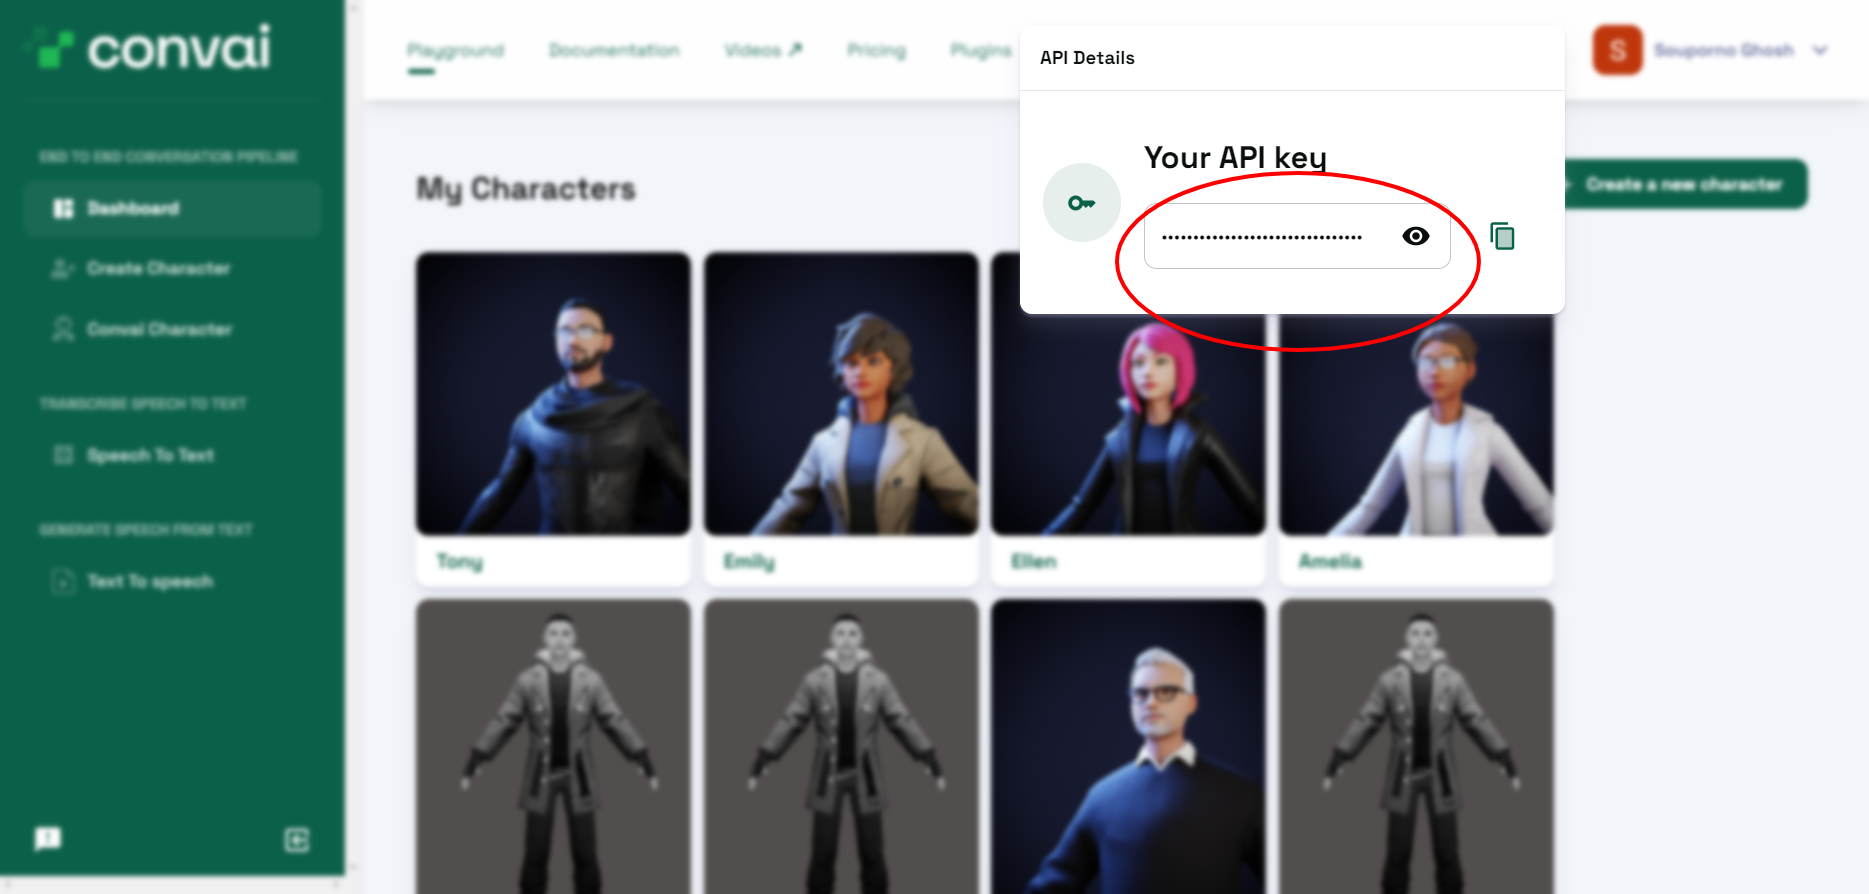 convai
END TO END CONVERSATION PIPELINE
Dashboard
Create Character
Convai Character
TRANSCRIBE SPEECH TO TEXT
Speech To Text
GENERATE SPEECH FROM TEXT
Text To speech
Playground Documentation Videos Pricing Plugins
S Souporno Ghosh
API Details
Your API key
••••••••••••••••••••••••••••••••
My Characters
Create a new character
Tony
Emily
Ellen
Amelia